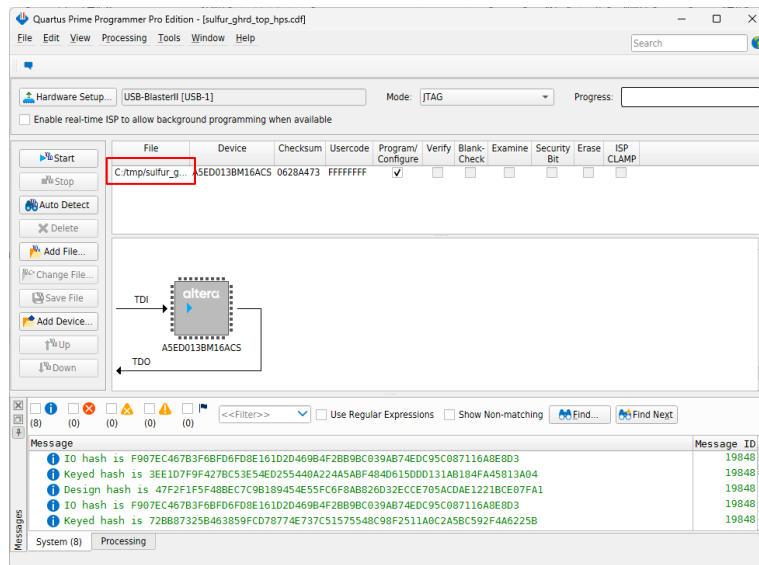 Quartus Prime Programmer Pro Edition - [sulfur_ghrd_top_hps.cdf]
File Edit View Processing Tools Window Help
Search
Hardware Setup... USB-BlasterII [USB-1] Mode: JTAG Progress:
Enable real-time ISP to allow background programming when available
File Device Checksum Usercode Program/ Configure Verify Blank- Check Examine Security Bit Erase ISP CLAMP
C:/tmp/sulfur_g... A5ED013BM16ACS 0628A473 FFFFFFFF
Start
Stop
Auto Detect
Delete
Add File...
Change File...
Save File
Add Device...
Up
Down
TDI
altera
A5ED013BM16ACS
TDO
(8) (0) (0) (0) (0) <<Filter>> Use Regular Expressions Show Non-matching Find... Find Next
Message Message ID
IO hash is F907EC467B3F6BFD6FD8E161D2D469B4F2BB9BC039AB74EDC95C087116A8E8D3 19848
Keyed hash is 3EE1D7F9F427BC53E54ED255440A224A5ABF484D615DDD131AB184FA45813A04 19848
Design hash is 47F2F1F5F48BEC7C9B189454E55FC6F8AB826D32ECCE705ACDAE1221BCE07FA1 19848
IO hash is F907EC467B3F6BFD6FD8E161D2D469B4F2BB9BC039AB74EDC95C087116A8E8D3 19848
Keyed hash is 72BB87325B463859FCD78774E737C51575548C98F2511A0C2A5BC592F4A6225B 19848
Messages
System (8) Processing